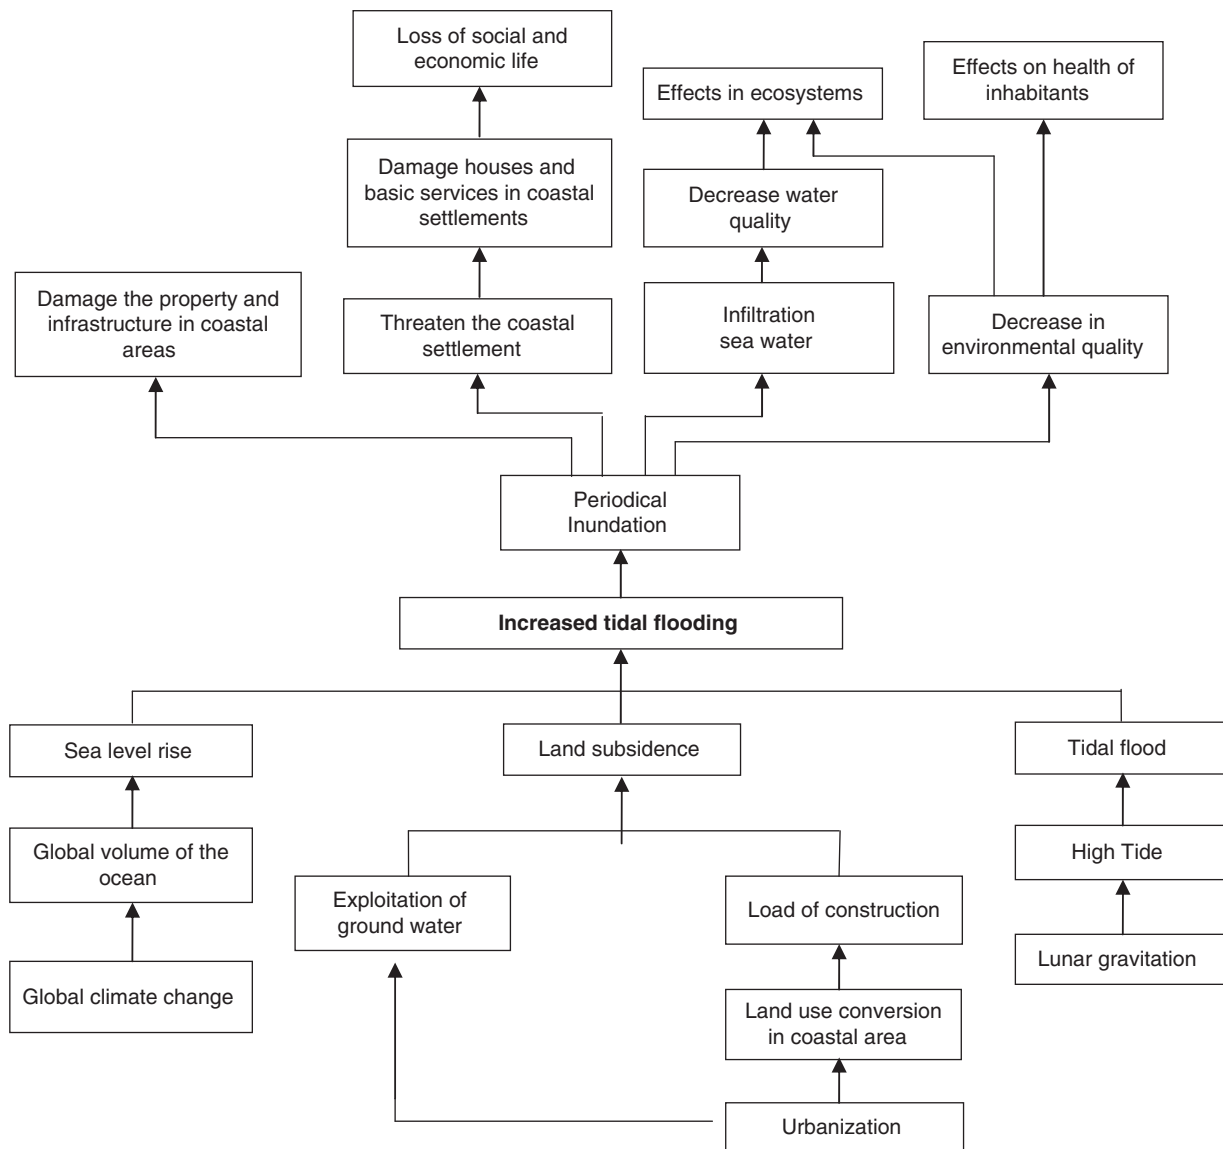 Loss of social and
economic life
Effects in ecosystems
Effects on health of
inhabitants
Damage houses and
basic services in coastal
settlements
Decrease water
quality
Damage the property and
infrastructure in coastal
areas
Threaten the coastal
settlement
Infiltration
sea water
Decrease in
environmental quality
Periodical
Inundation
Increased tidal flooding
Sea level rise
Land subsidence
Tidal flood
Global volume of the
ocean
High Tide
Exploitation of
ground water
Load of construction
Lunar gravitation
Global climate change
Land use conversion
in coastal area
Urbanization